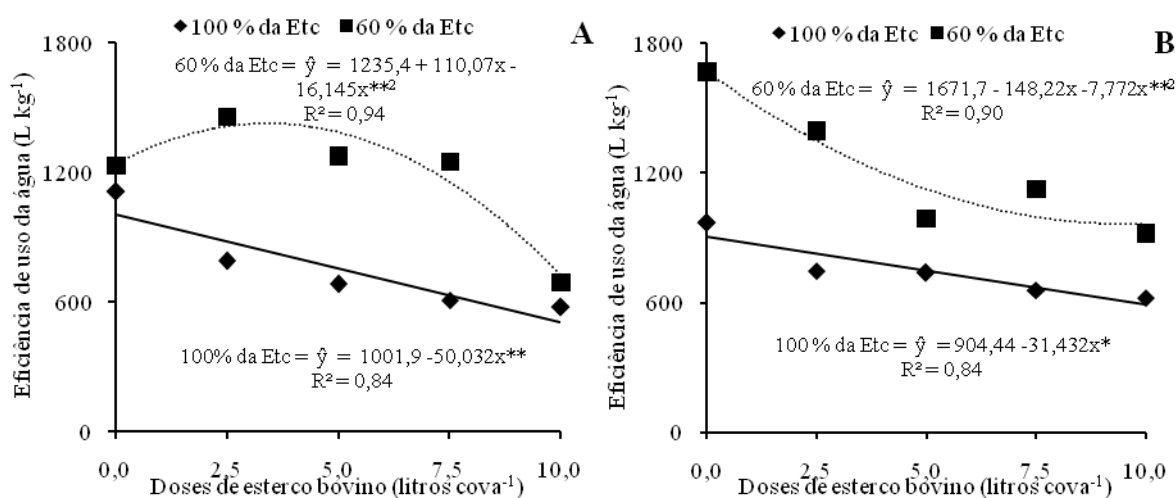 100 % da Etc 60 % da Etc
A
Eficiência de uso da água (L kg⁻¹)
1800
1200
600
0
60 % da Etc = ŷ = 1235,4 + 110,07x -
16,145x**²
R² = 0,94
100% da Etc = ŷ = 1001,9 -50,032x**
R² = 0,84
0,0 2,5 5,0 7,5 10,0
Doses de esterco bovino (litros cova⁻¹)
100 % da Etc 60 % da Etc
B
Eficiência de uso da água (L kg⁻¹)
1800
1200
600
0
60 % da Etc = ŷ = 1671,7 - 148,22x -7,772x**²
R² = 0,90
100 % da Etc = ŷ =904,44 -31,432x*
R² = 0,84
0,0 2,5 5,0 7,5 10,0
Doses de esterco bovino (litros cova⁻¹)